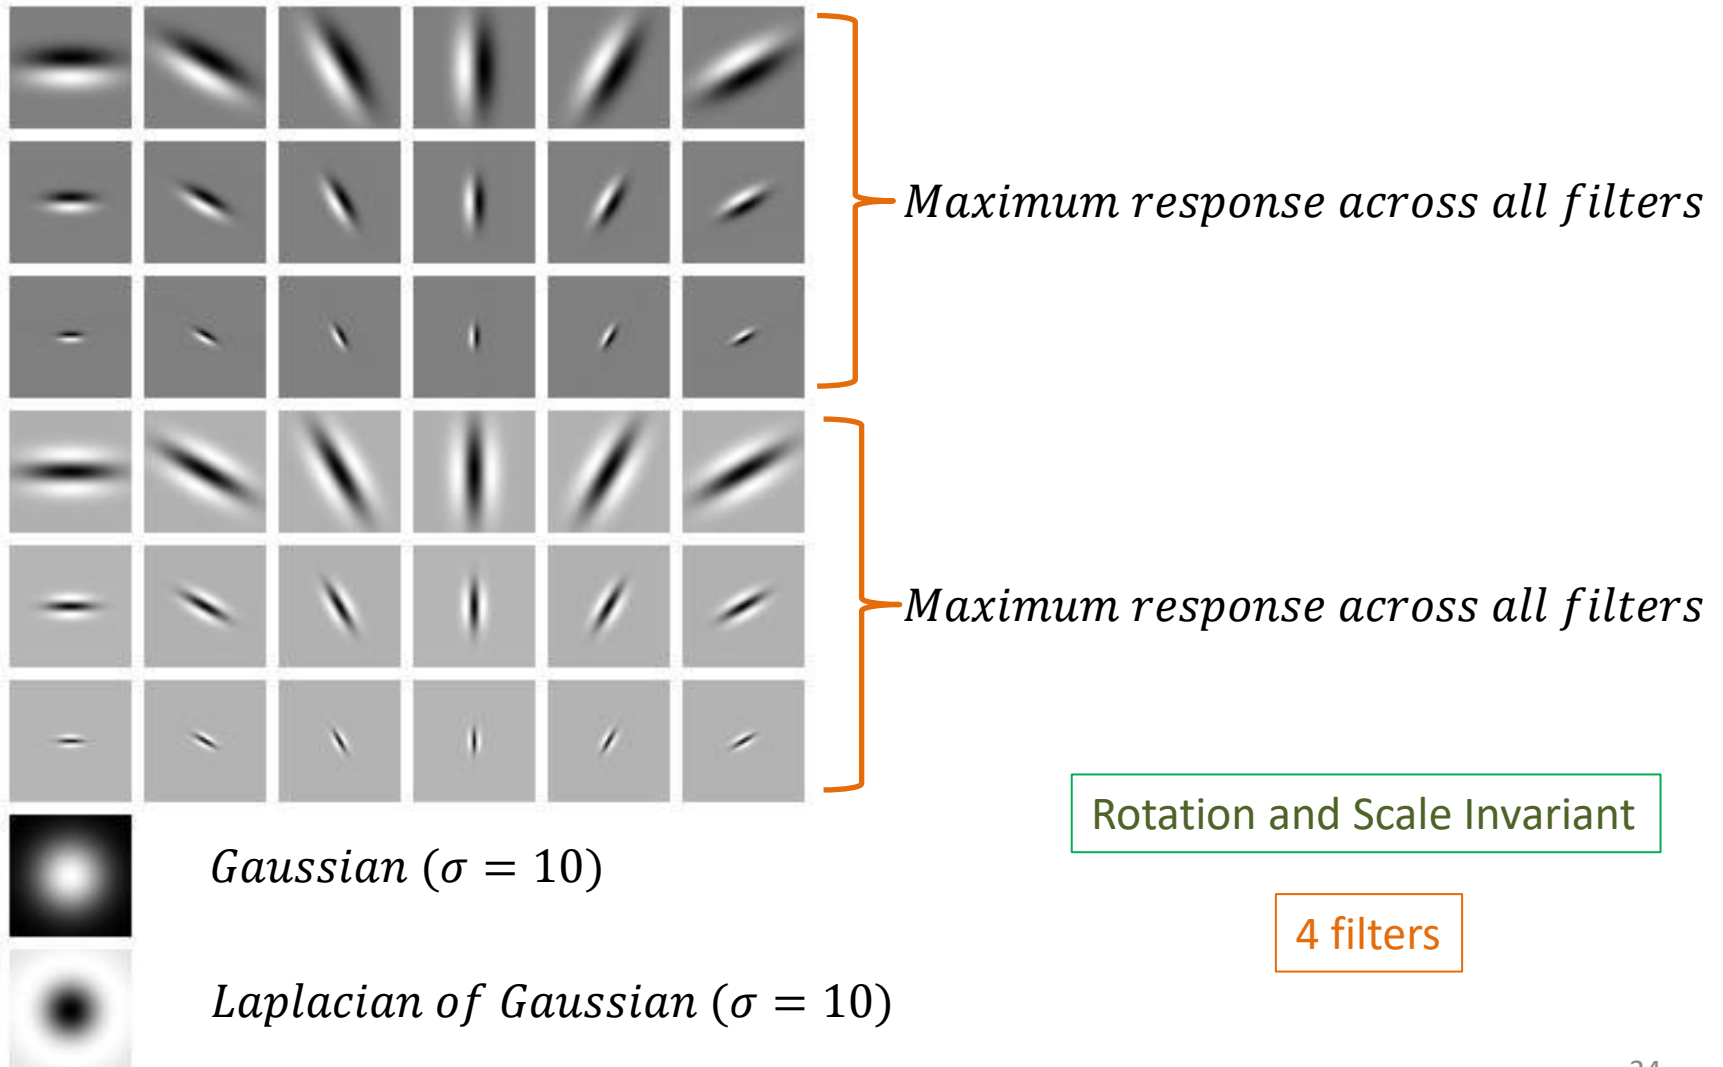 Maximum response across all filters
Maximum response across all filters
Rotation and Scale Invariant
Gaussian (σ = 10)
4 filters
Laplacian of Gaussian (σ = 10)